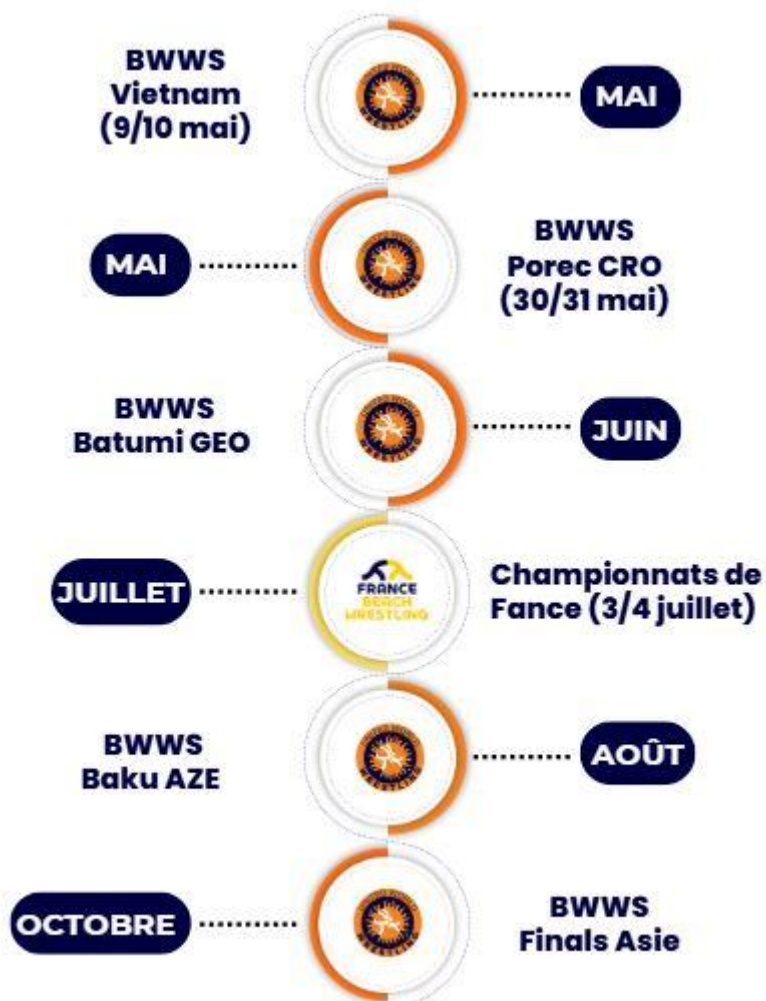 BWWS
Vietnam
(9/10 mai)
MAI
MAI
BWWS
Porec CRO
(30/31 mai)
BWWS
Batumi GEO
JUIN
JUILLET
FRANCE
BEACH
WRESTLING
Championnats de
Fance (3/4 juillet)
BWWS
Baku AZE
AOÛT
OCTOBRE
BWWS
Finals Asie